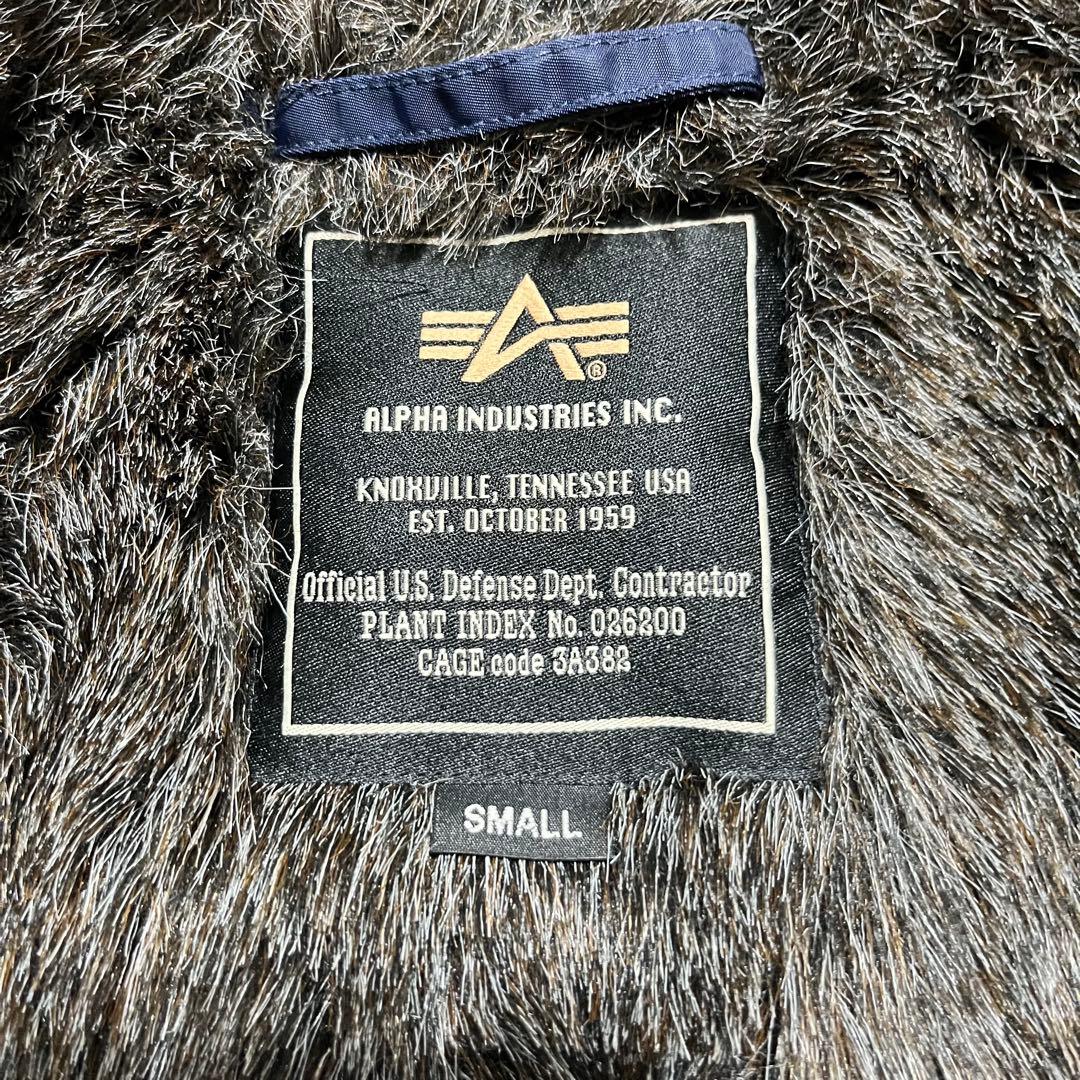 ®
ALPHA INDUSTRIES INC.
KNOXVILLE, TENNESSEE USA
EST. OCTOBER 1959
Official U.S. Defense Dept. Contractor
PLANT INDEX No. 026200
CAGE code 3A382
SMALL